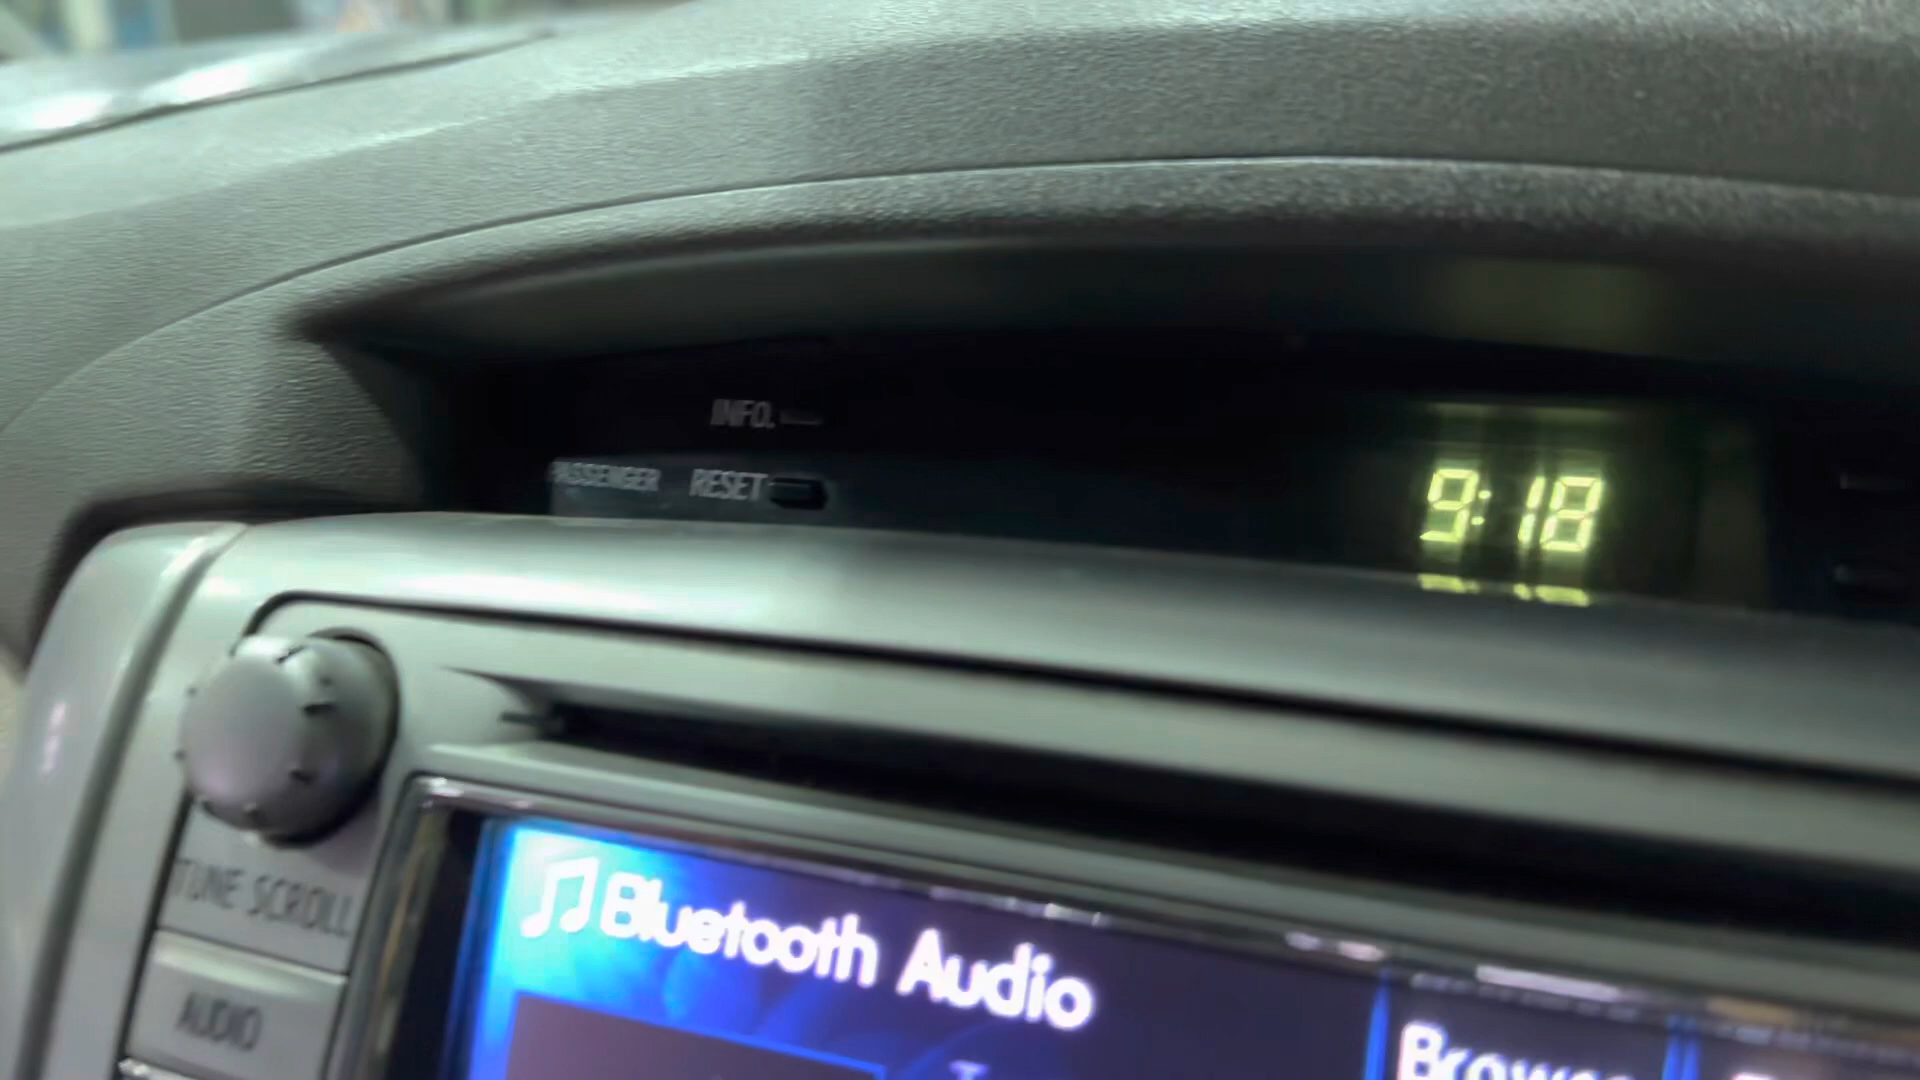 INFO.
PASSENGER RESET
9:18
TUNE SCROLL
AUDIO
Bluetooth Audio